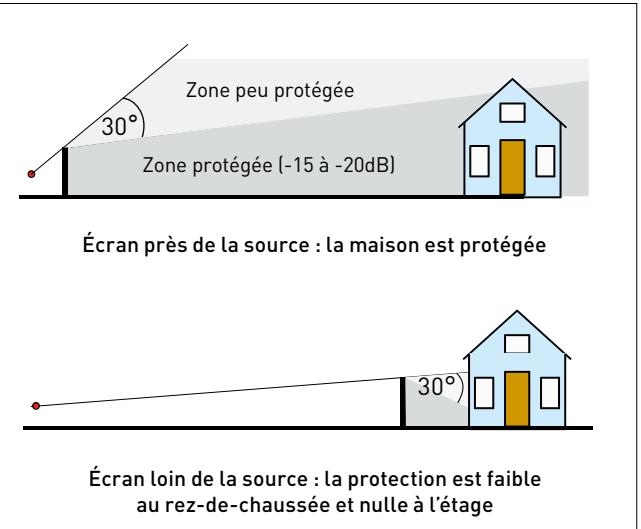 Zone peu protégée
30°
Zone protégée (-15 à -20dB)
Écran près de la source : la maison est protégée
30°
Écran loin de la source : la protection est faible
au rez-de-chaussée et nulle à l'étage